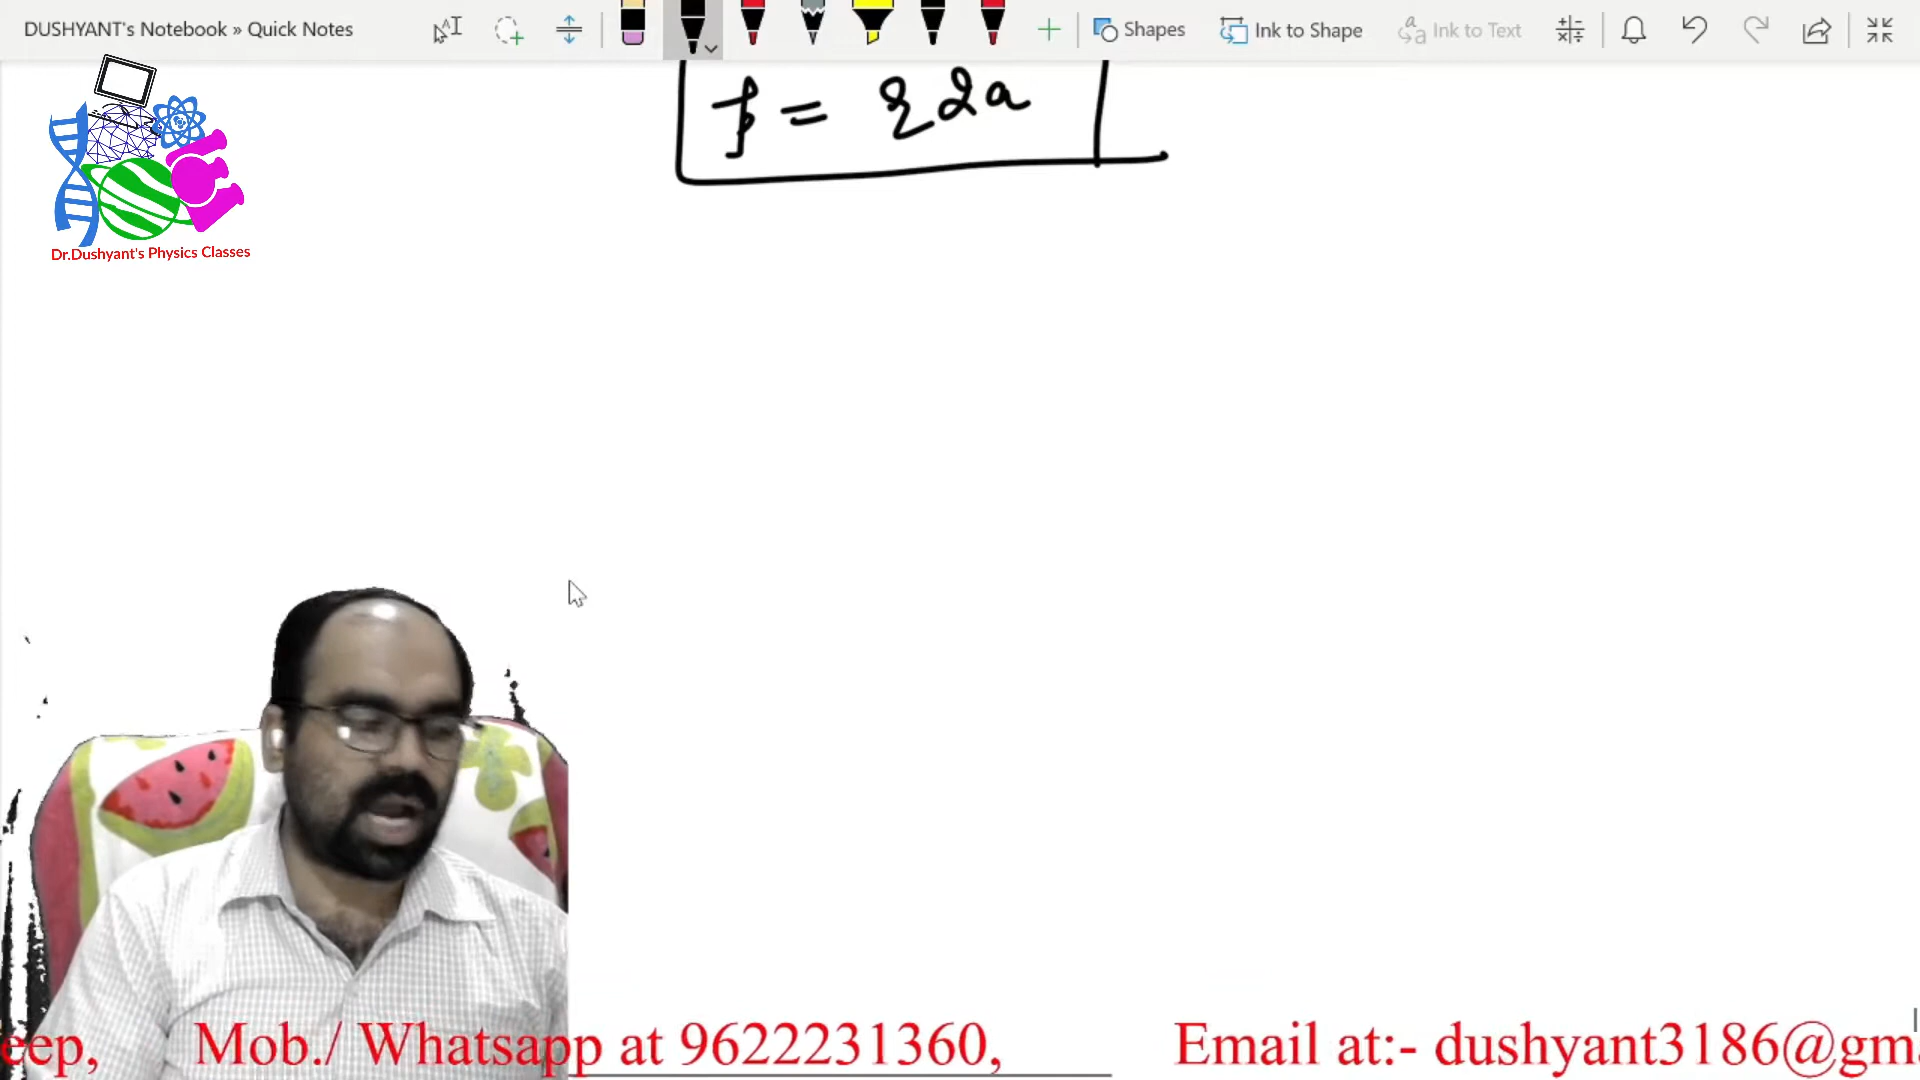 DUSHYANT's Notebook » Quick Notes
Shapes
Ink to Shape
Ink to Text
p = q 2a
Dr.Dushyant's Physics Classes
eep, Mob./ Whatsapp at 9622231360, Email at:- dushyant3186@gm